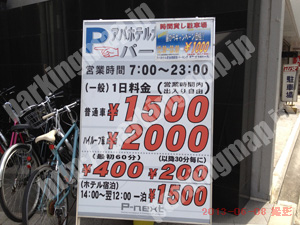 時間貸し駐車場
P アパホテル
パー
1000
営業時間 7:00〜23:00
(一般)1日料金(営業時間内出入り自由)
普通車 ¥1500
ハイルーフ車 ¥2000
(最初60分) (以降30分毎に)
¥400 ¥200
(ホテル宿泊)
14:00〜翌12:00 一泊 ¥1500
P-next
駐車場